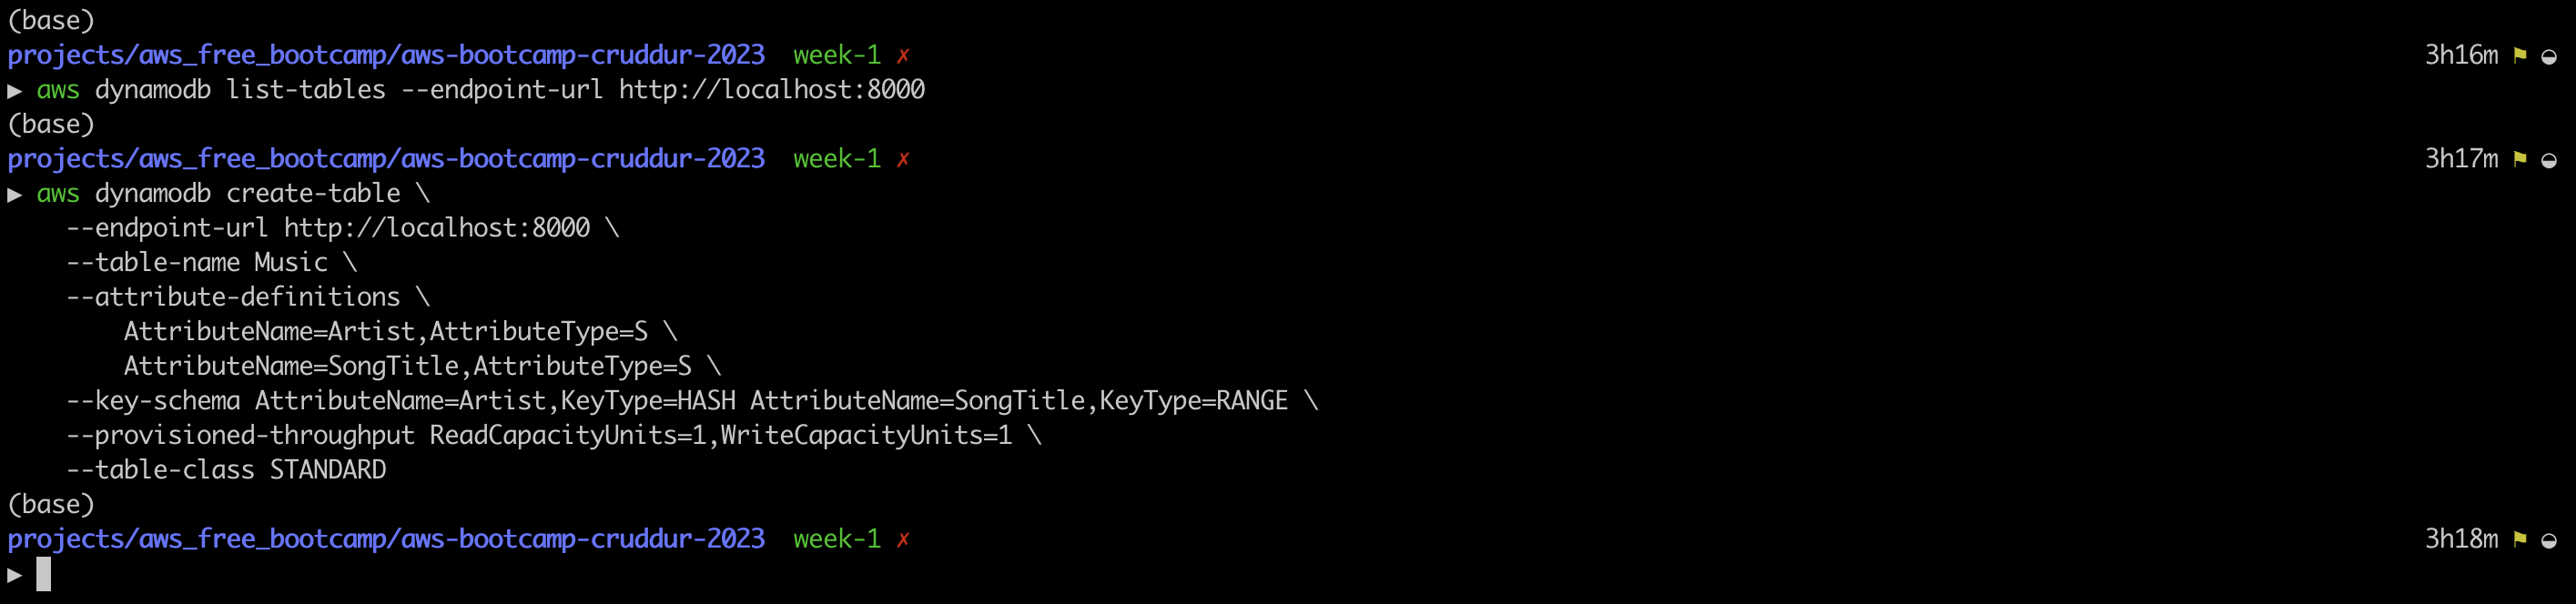 (base)
projects/aws_free_bootcamp/aws-bootcamp-cruddur-2023  week-1 ✗ 3h16m ⚑ ◒
▶ aws dynamodb list-tables --endpoint-url http://localhost:8000
(base)
projects/aws_free_bootcamp/aws-bootcamp-cruddur-2023  week-1 ✗ 3h17m ⚑ ◒
▶ aws dynamodb create-table \
    --endpoint-url http://localhost:8000 \
    --table-name Music \
    --attribute-definitions \
        AttributeName=Artist,AttributeType=S \
        AttributeName=SongTitle,AttributeType=S \
    --key-schema AttributeName=Artist,KeyType=HASH AttributeName=SongTitle,KeyType=RANGE \
    --provisioned-throughput ReadCapacityUnits=1,WriteCapacityUnits=1 \
    --table-class STANDARD
(base)
projects/aws_free_bootcamp/aws-bootcamp-cruddur-2023  week-1 ✗ 3h18m ⚑ ◒
▶